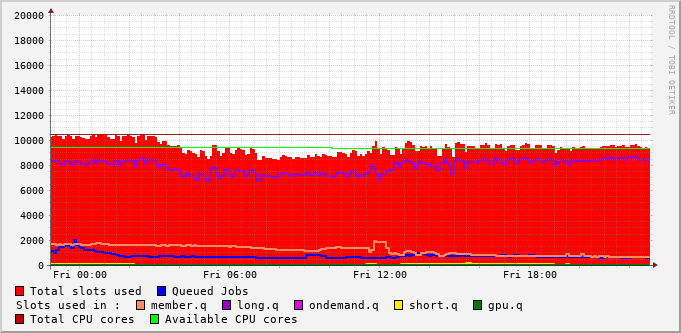 RRDTOOL / TOBI OETIKER
20000
18000
16000
14000
12000
10000
8000
6000
4000
2000
0
Fri 00:00 Fri 06:00 Fri 12:00 Fri 18:00
Total slots used Queued Jobs
Slots used in : member.q long.q ondemand.q short.q gpu.q
Total CPU cores Available CPU cores